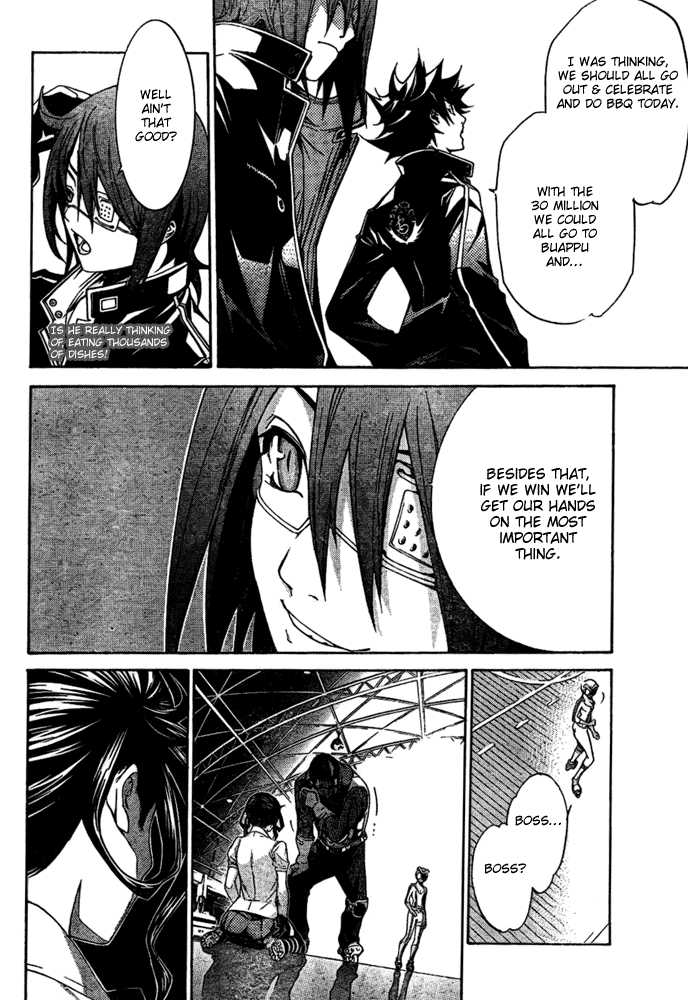 I WAS THINKING,
WE SHOULD ALL GO
OUT & CELEBRATE
AND DO BBQ TODAY.
WITH THE
30 MILLION
WE COULD
ALL GO TO
BUAPPU
AND...
WELL
AIN'T
THAT
GOOD?
IS HE REALLY THINKING
OF EATING THOUSANDS
OF DISHES!
BESIDES THAT,
IF WE WIN WE'LL
GET OUR HANDS
ON THE MOST
IMPORTANT
THING.
BOSS...
BOSS?